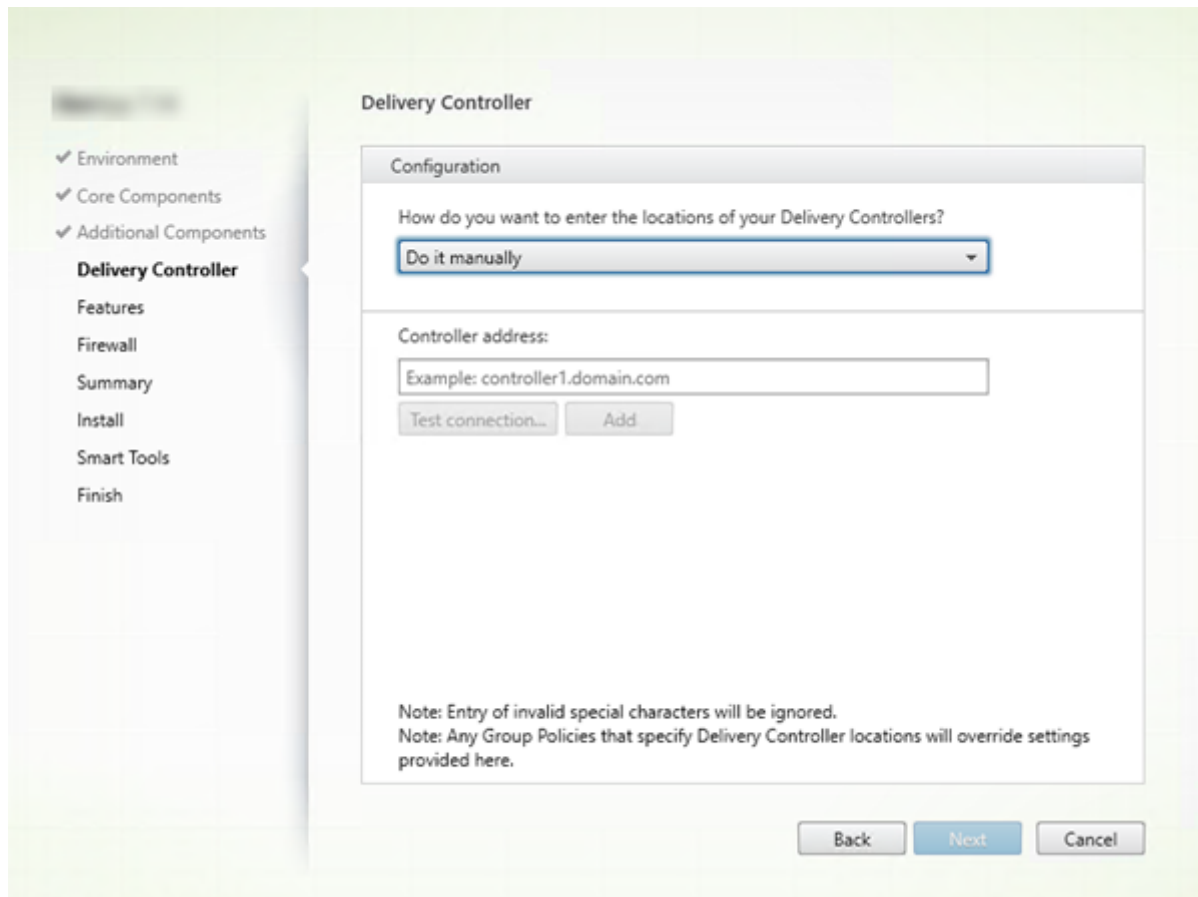 Delivery Controller
Environment
Core Components
Additional Components
Delivery Controller
Features
Firewall
Summary
Install
Smart Tools
Finish
Configuration
How do you want to enter the locations of your Delivery Controllers?
Do it manually
Controller address:
Example: controller1.domain.com
Test connection... Add
Note: Entry of invalid special characters will be ignored.
Note: Any Group Policies that specify Delivery Controller locations will override settings
provided here.
Back Next Cancel